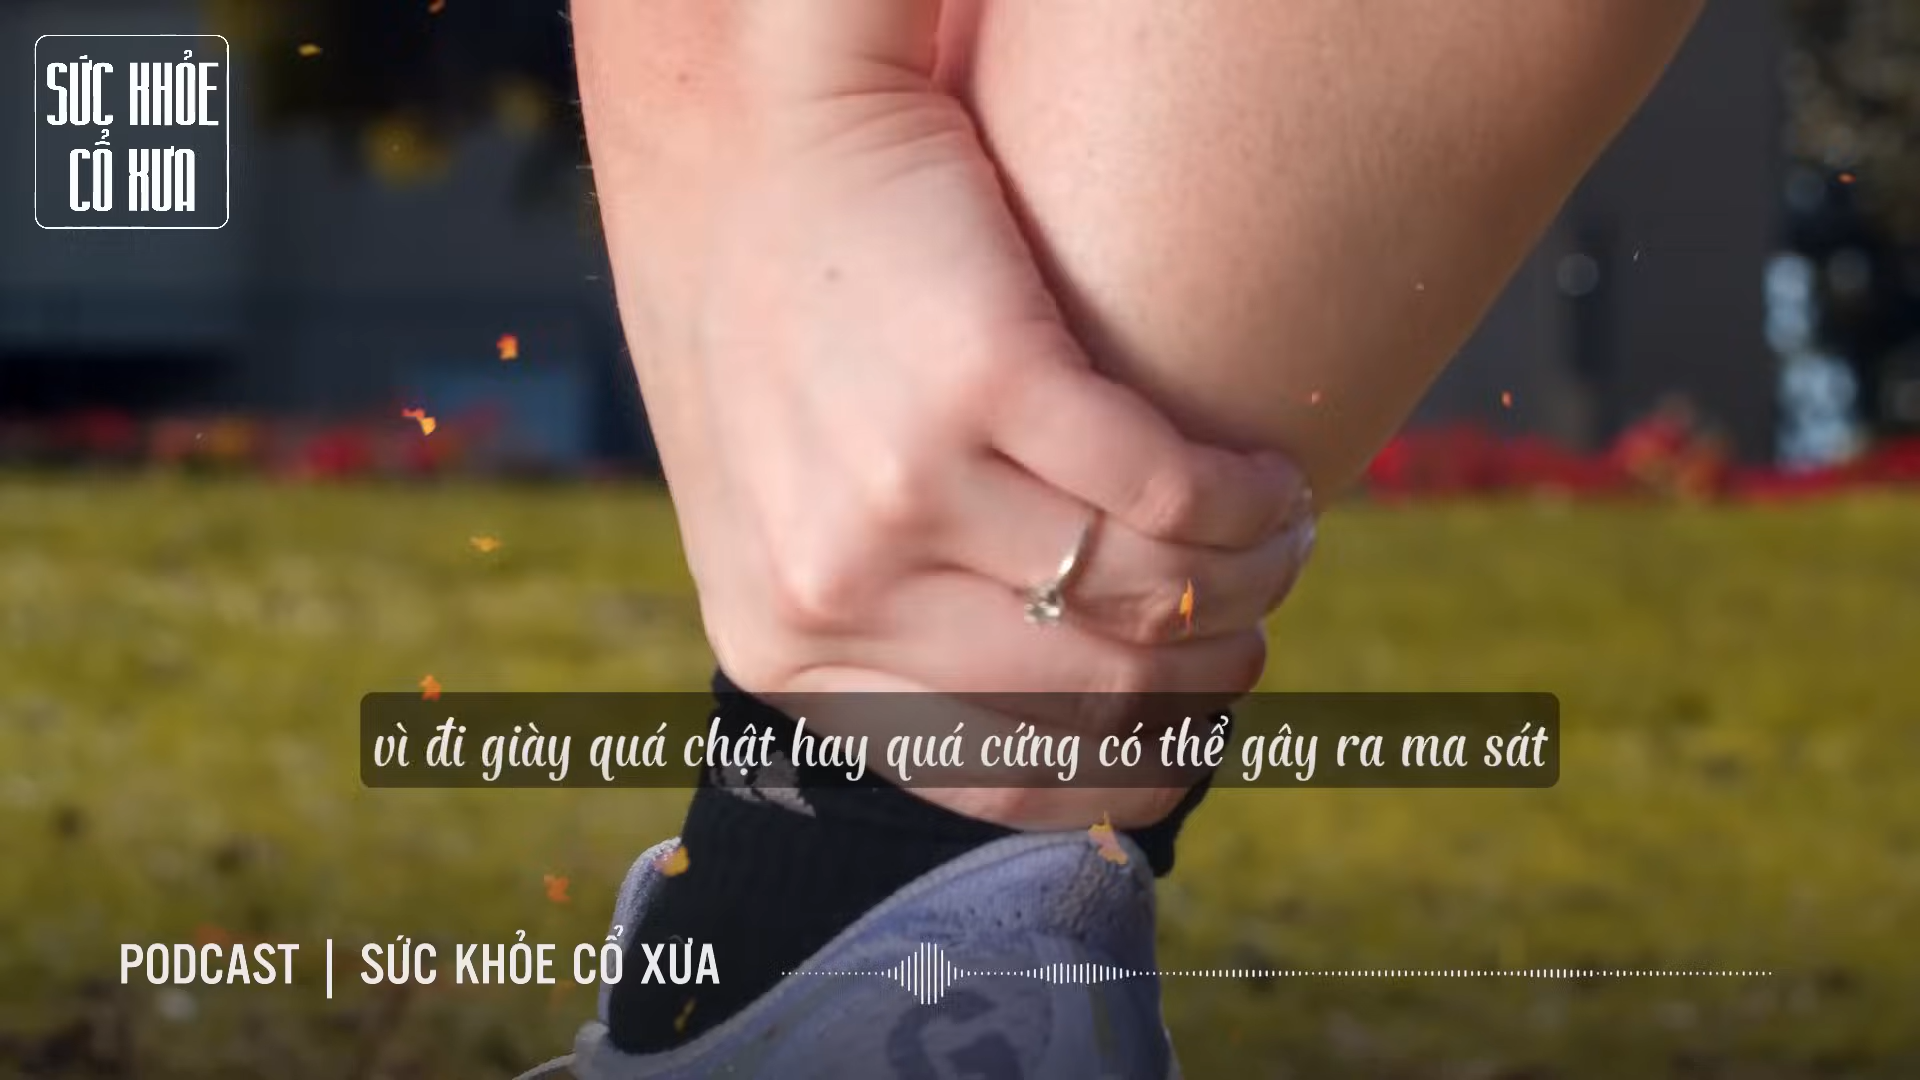 SỨC KHỎE
CỔ XƯA
vì đi giày quá chật hay quá cứng có thể gây ra ma sát
PODCAST | SỨC KHỎE CỔ XƯA